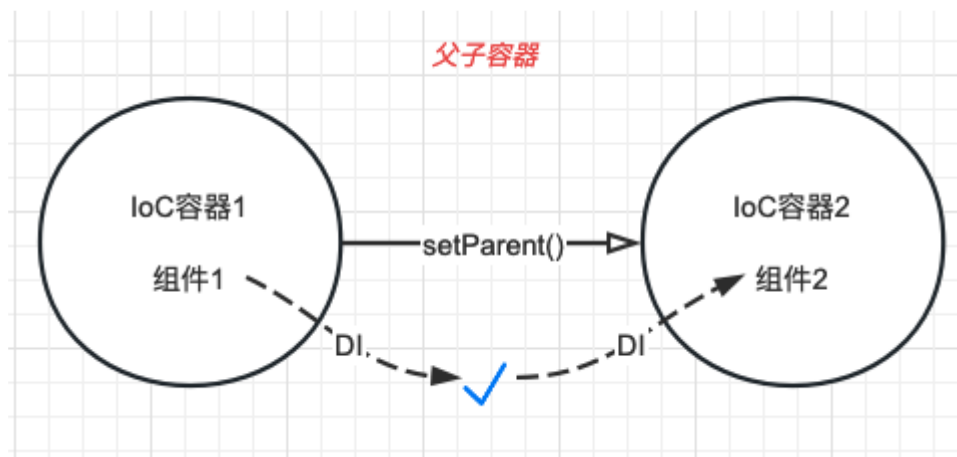 父子容器
IoC容器1
IoC容器2
setParent()
组件1
组件2
DI
DI